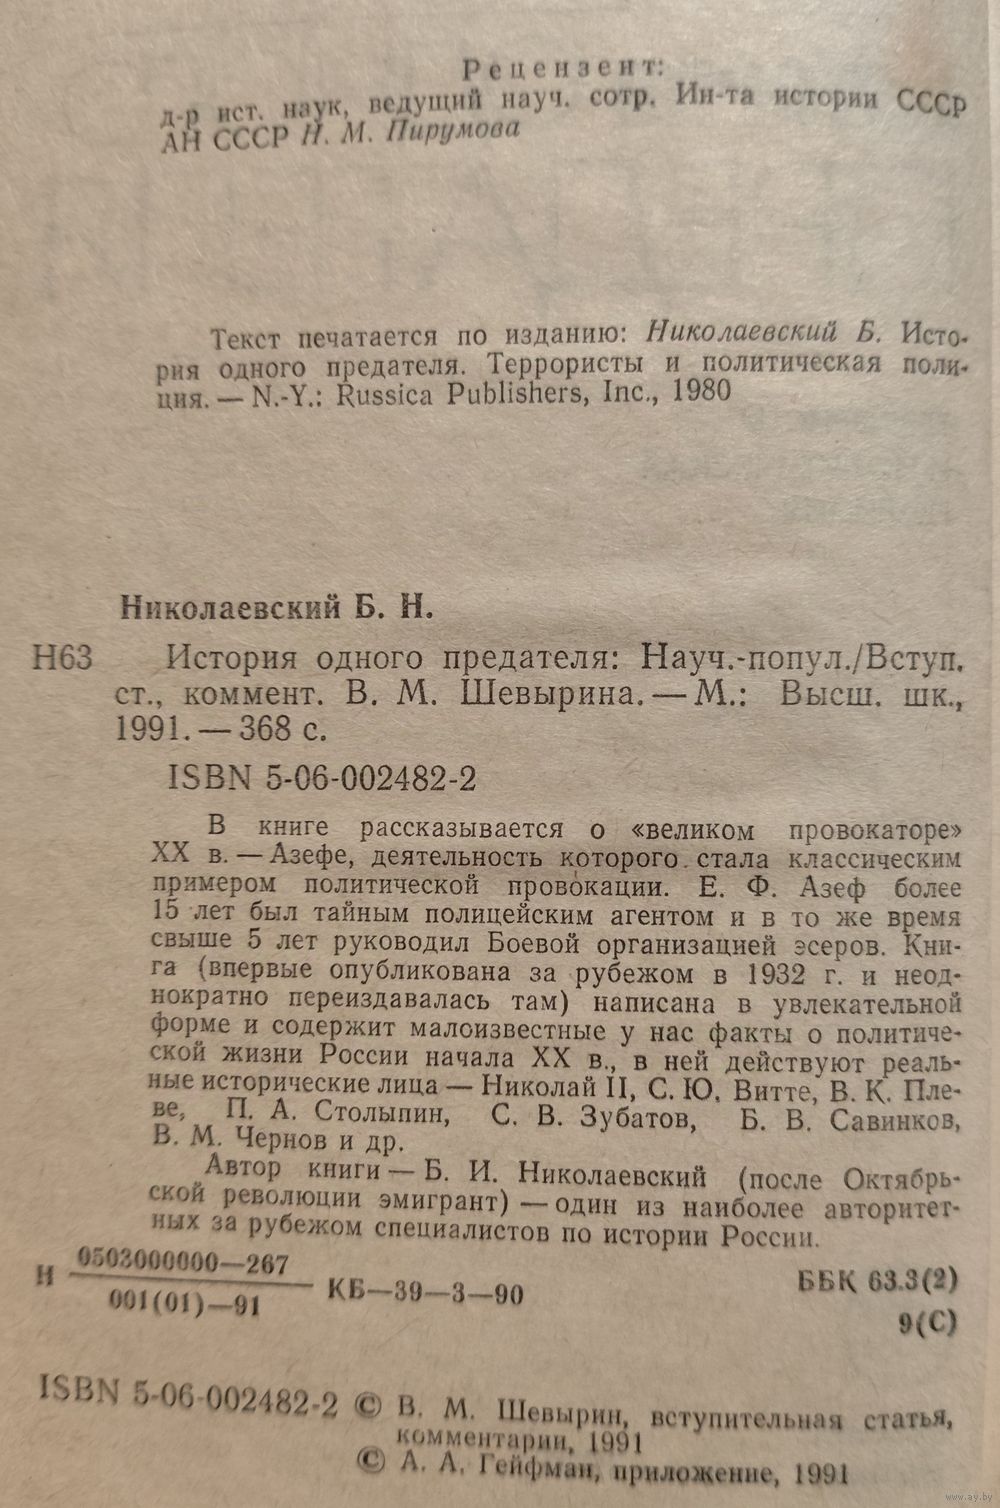 Рецензент:
д-р ист. наук, ведущий науч. сотр. Ин-та истории СССР
АН СССР Н. М. Пирумова
Текст печатается по изданию: Николаевский Б. Исто-
рия одного предателя. Террористы и политическая поли-
ция. — N.-Y.: Russica Publishers, Inc., 1980
Николаевский Б. Н.
Н63 История одного предателя: Науч.-попул./Вступ.
ст., коммент. В. М. Шевырина. — М.: Высш. шк.,
1991. — 368 с.
ISBN 5-06-002482-2
В книге рассказывается о «великом провокаторе»
XX в. — Азефе, деятельность которого стала классическим
примером политической провокации. Е. Ф. Азеф более
15 лет был тайным полицейским агентом и в то же время
свыше 5 лет руководил Боевой организацией эсеров. Кни-
га (впервые опубликована за рубежом в 1932 г. и неод-
нократно переиздавалась там) написана в увлекательной
форме и содержит малоизвестные у нас факты о политиче-
ской жизни России начала XX в., в ней действуют реаль-
ные исторические лица — Николай II, С. Ю. Витте, В. К. Пле-
ве, П. А. Столыпин, С. В. Зубатов, Б. В. Савинков,
В. М. Чернов и др.
Автор книги — Б. И. Николаевский (после Октябрь-
ской революции эмигрант) — один из наиболее авторитет-
ных за рубежом специалистов по истории России.
Н 0503000000—267
001(01)—91 КБ—39—3—90 ББК 63.3(2)
9(С)
ISBN 5-06-002482-2 © В. М. Шевырин, вступительная статья,
комментарии, 1991
© А. А. Гейфман, приложение, 1991
www.ay.by